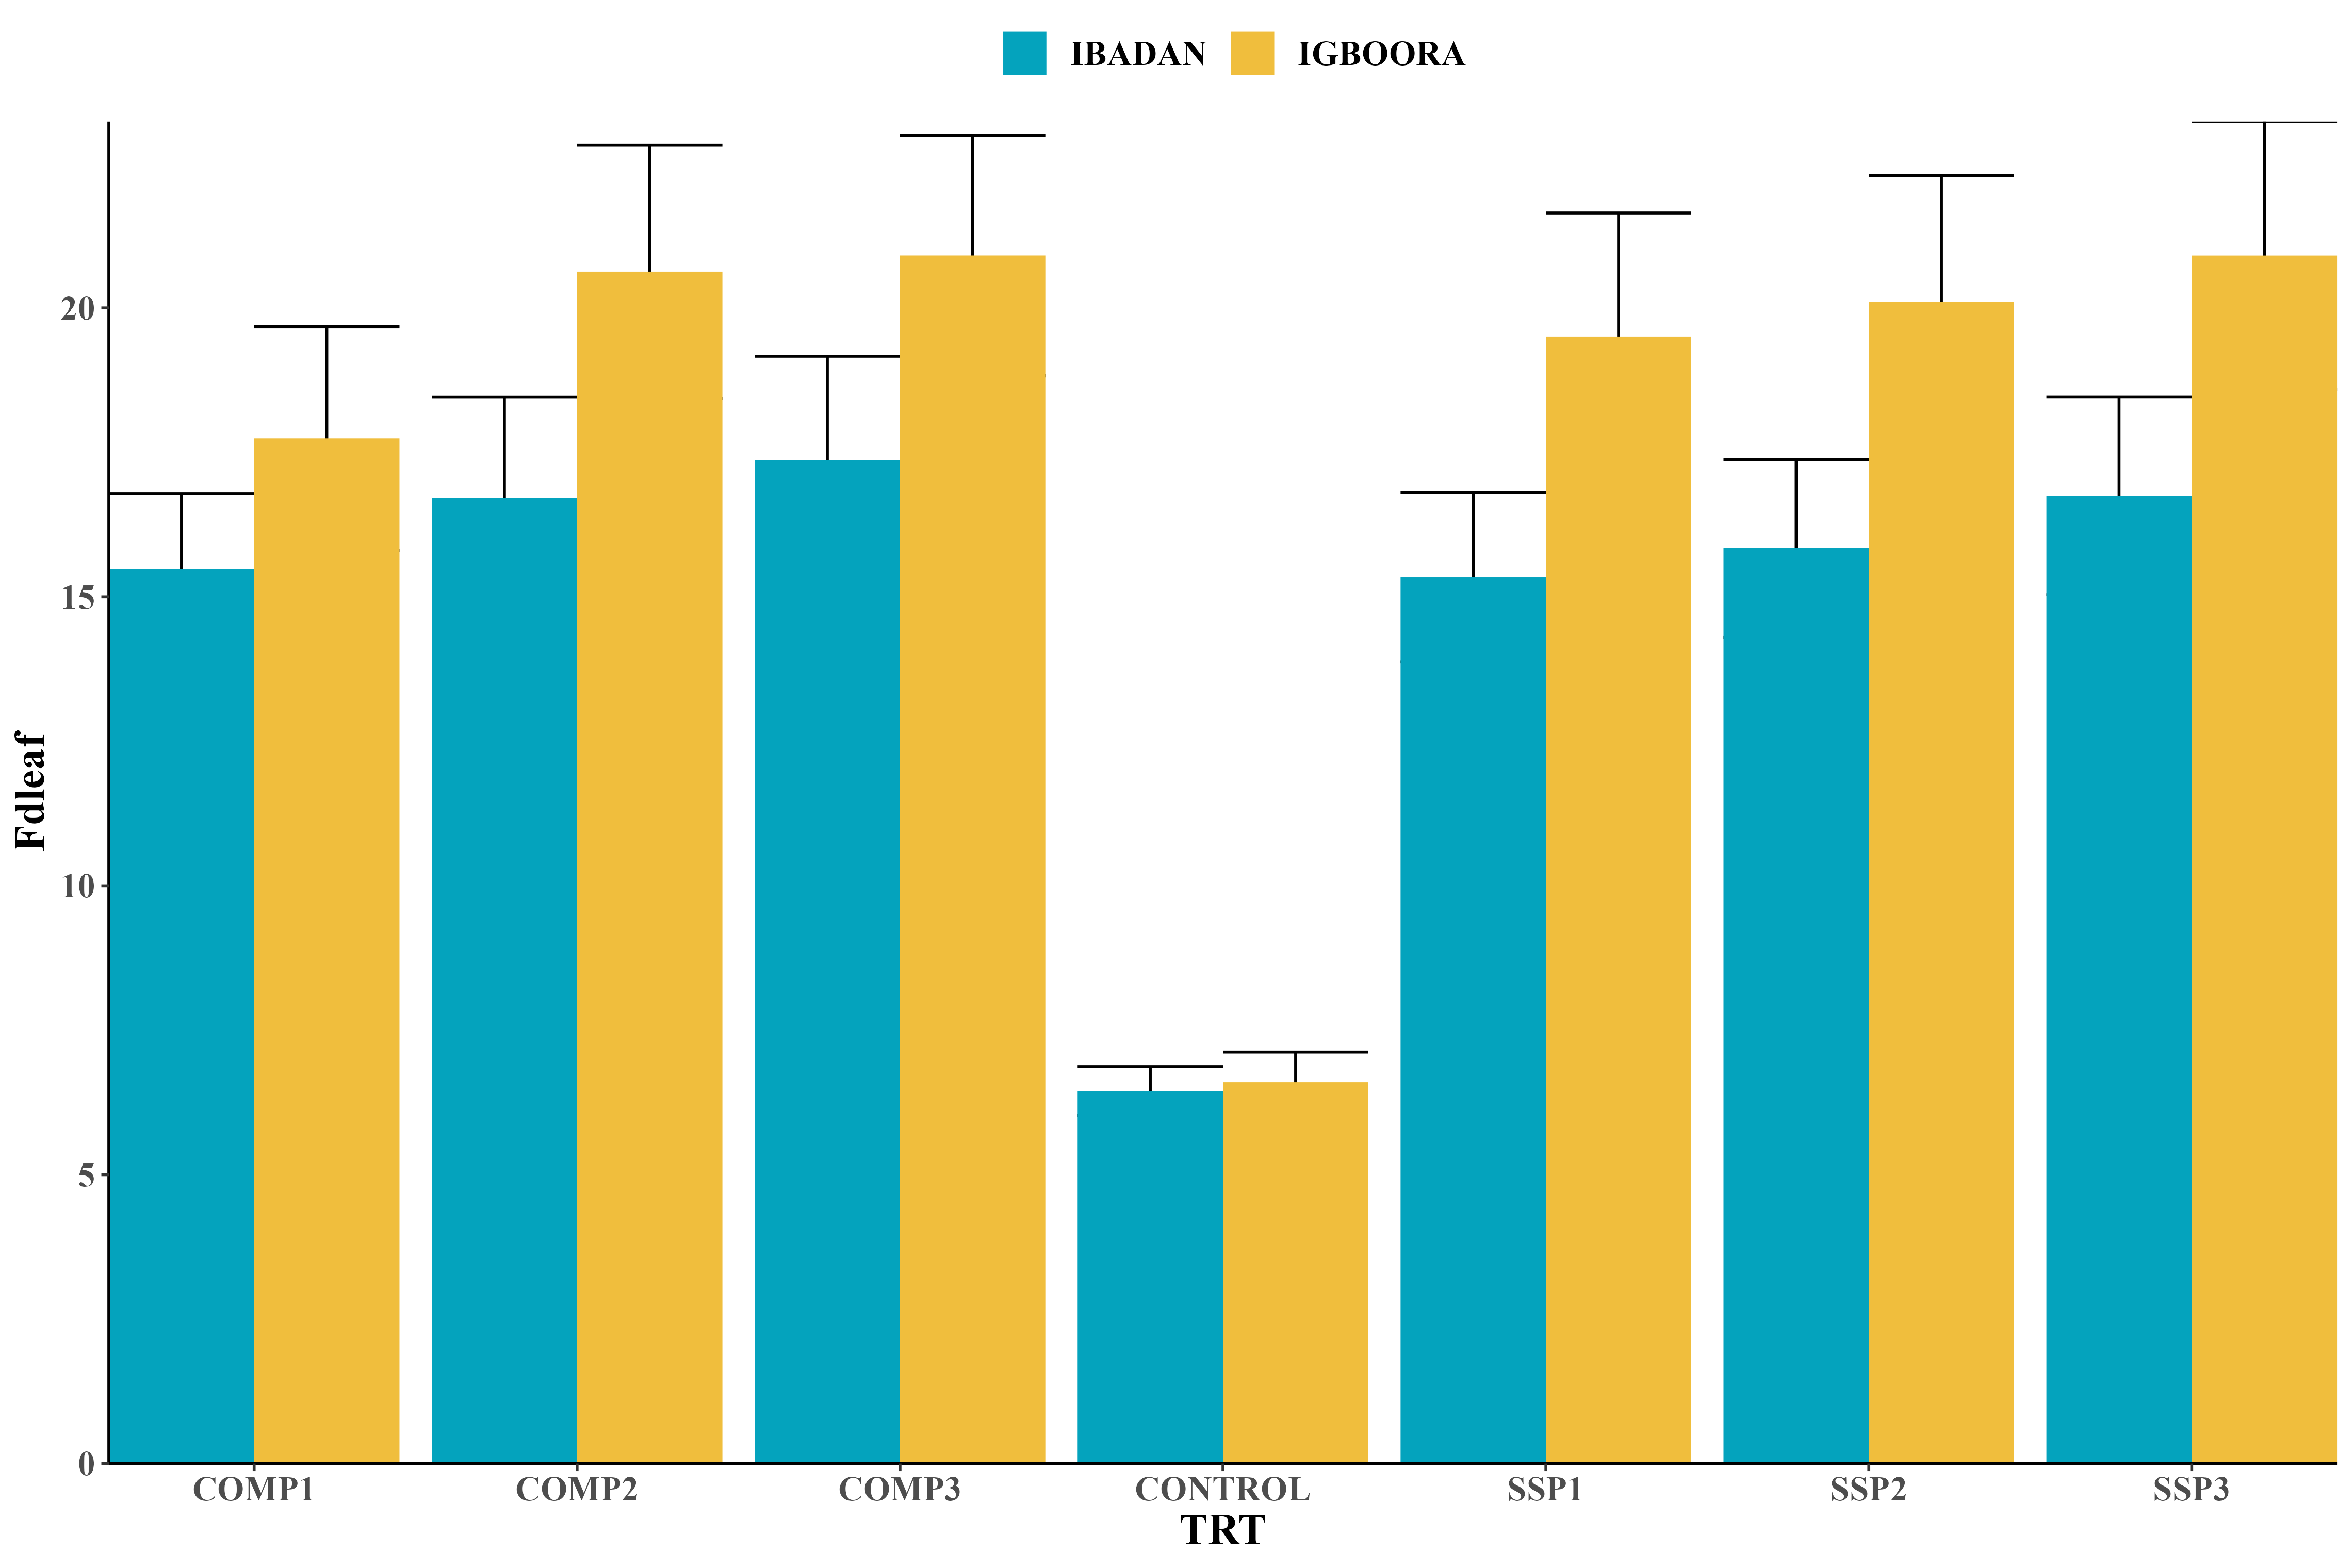 IBADAN IGBOORA
Fdleaf
20
15
10
5
0
COMP1 COMP2 COMP3 CONTROL SSP1 SSP2 SSP3
TRT